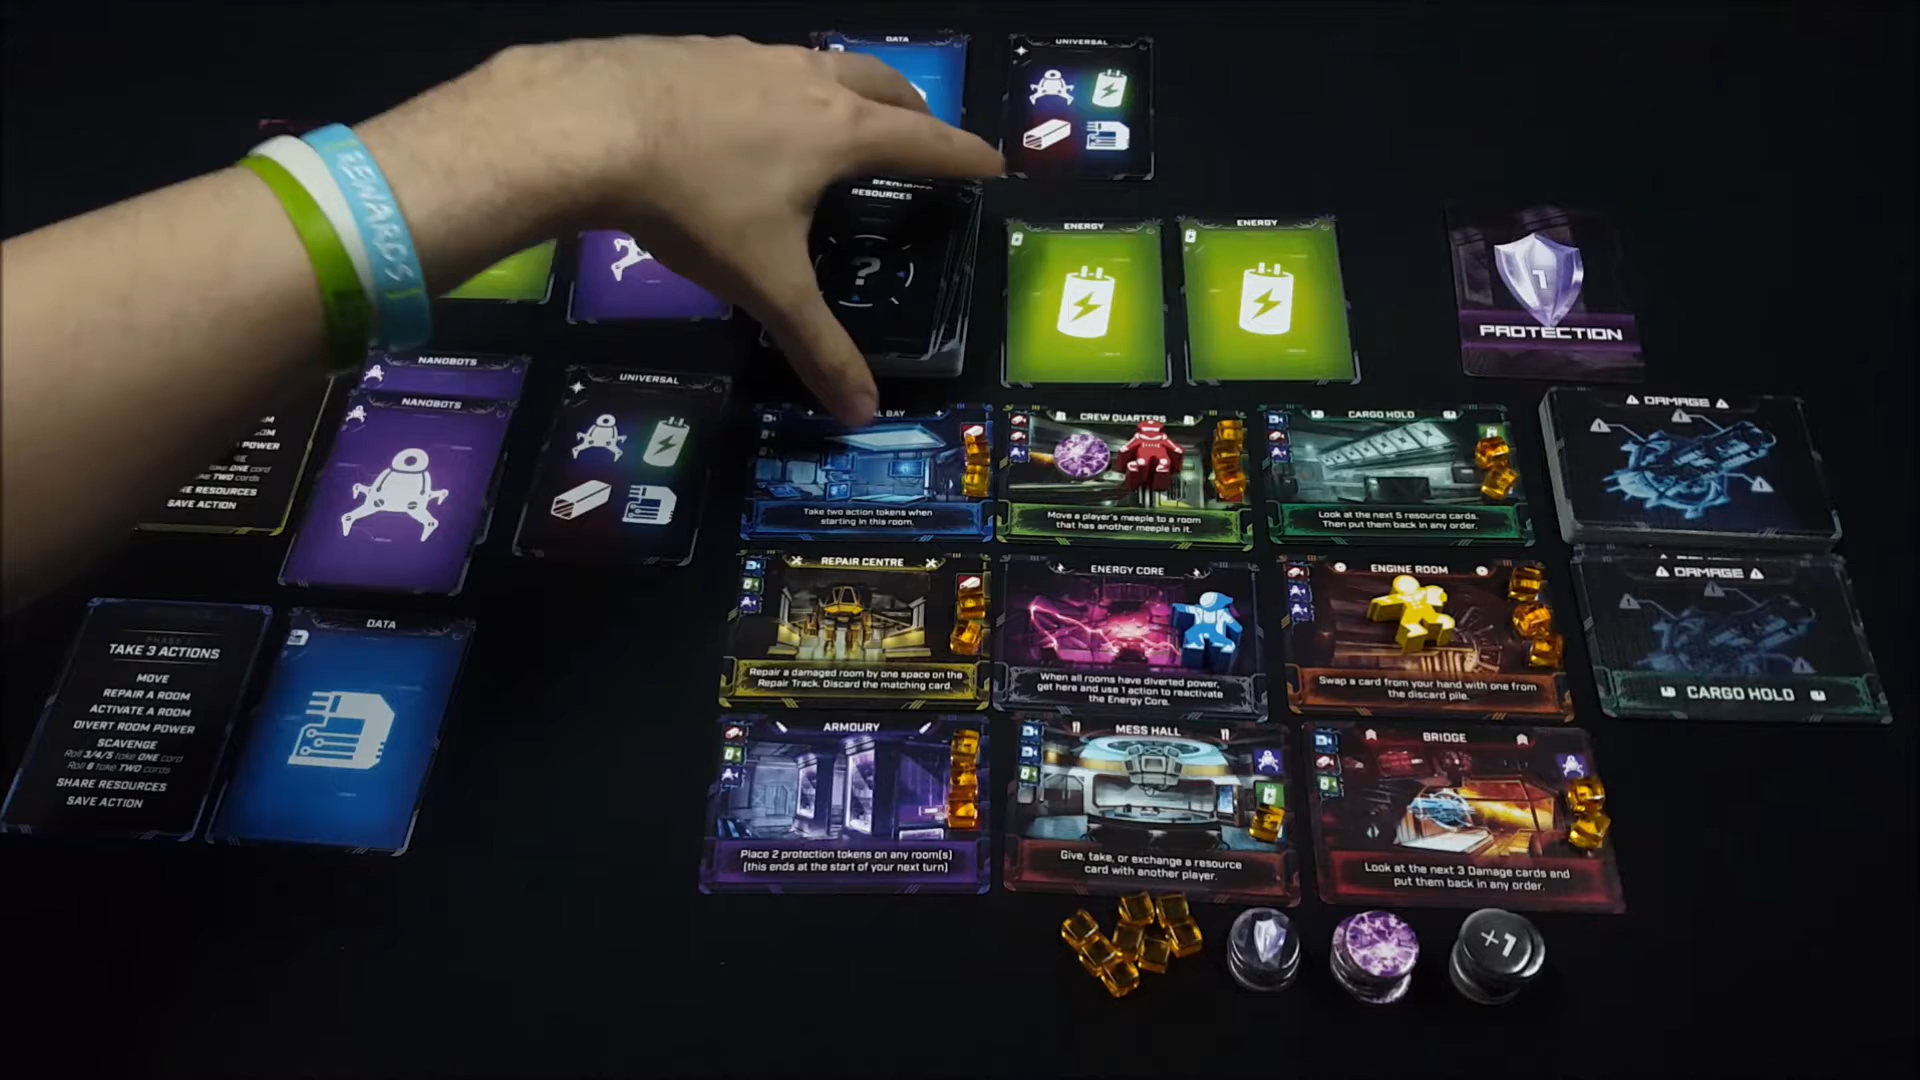 DATA
UNIVERSAL
REWARDS
RESOURCES
?
ENERGY
ENERGY
1
PROTECTION
NANOBOTS
NANOBOTS
UNIVERSAL
POWER
take ONE card
TWO cards
RESOURCES
SAVE ACTION
BAY
Take two action tokens when
starting in this room.
CREW QUARTERS
Move a player's meeple to a room
that has another meeple in it.
CARGO HOLD
Look at the next 5 resource cards.
Then put them back in any order.
DAMAGE
REPAIR CENTRE
Repair a damaged room by one space on the
Repair Track. Discard the matching card.
ENERGY CORE
When all rooms have diverted power,
get here and use 1 action to reactivate
the Energy Core.
ENGINE ROOM
Swap a card from your hand with one from
the discard pile.
DAMAGE
CARGO HOLD
PHASE 1
TAKE 3 ACTIONS
MOVE
REPAIR A ROOM
ACTIVATE A ROOM
DIVERT ROOM POWER
SCAVENGE
Roll 3/4/5 take ONE card
Roll 6 take TWO cards
SHARE RESOURCES
SAVE ACTION
DATA
ARMOURY
Place 2 protection tokens on any room(s)
(this ends at the start of your next turn)
MESS HALL
Give, take, or exchange a resource
card with another player.
BRIDGE
Look at the next 3 Damage cards and
put them back in any order.
+1